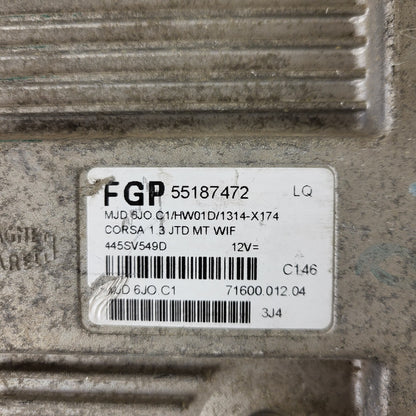 FGP 55187472 LQ
MJD 6JO C1/HW01D/1314-X174
CORSA 1.3 JTD MT WIF
445SV549D 12V=
C146
MJD 6JO C1 71600.012.04
3J4